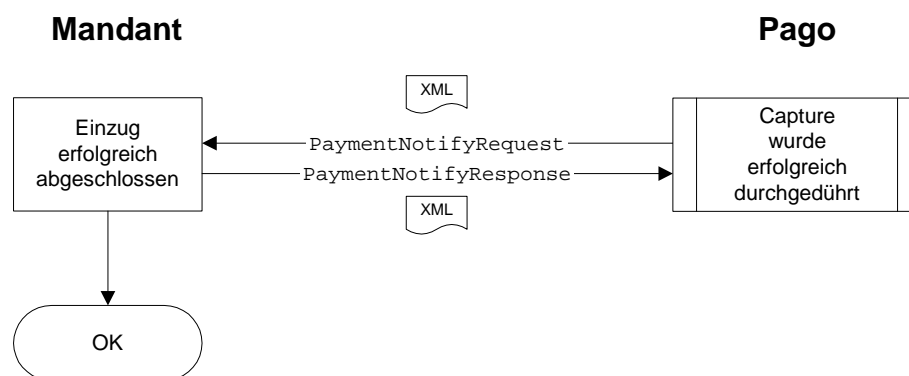 Mandant
Pago
XML
Einzug
erfolgreich
abgeschlossen
PaymentNotifyRequest
PaymentNotifyResponse
Capture
wurde
erfolgreich
durchgedührt
XML
OK